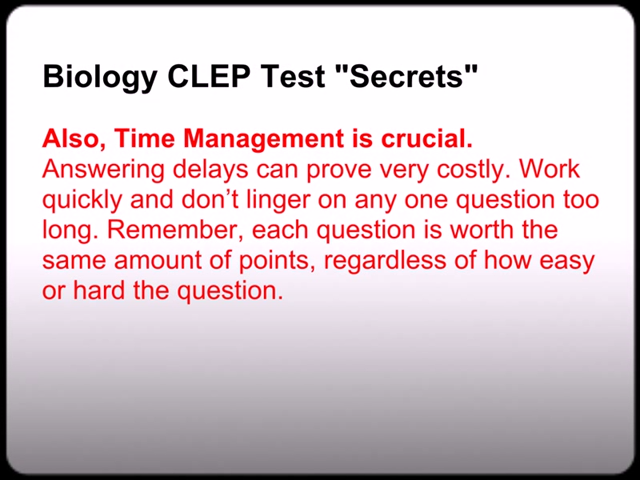 Biology CLEP Test "Secrets"
Also, Time Management is crucial.
Answering delays can prove very costly. Work
quickly and don’t linger on any one question too
long. Remember, each question is worth the
same amount of points, regardless of how easy
or hard the question.